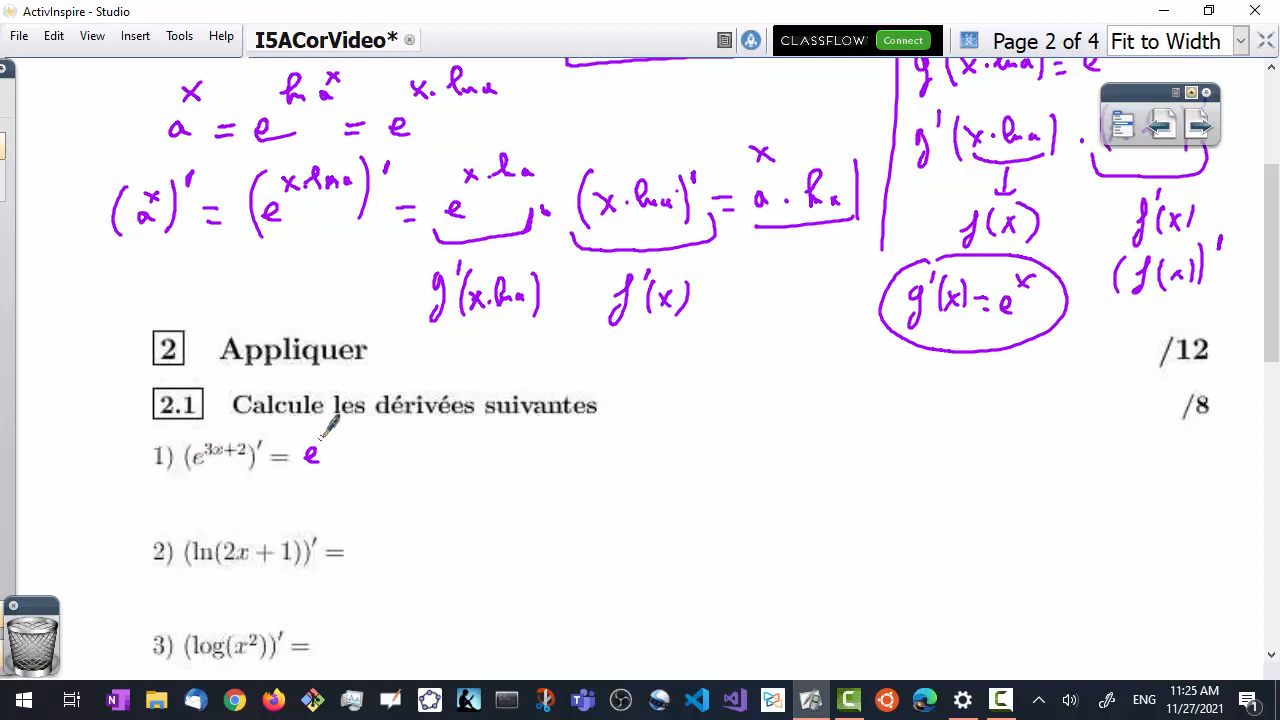 ActivInspire - Studio
File Edit View Insert Tools Help I5ACorVideo* CLASSFLOW Connect Page 2 of 4 Fit to Width
a^x = e^{ln a^x} = e^{x·ln a}
g'(x·ln a) = e
(a^x)' = (e^{x·ln a})' = e^{x·ln a} · (x·ln a)' = a^x · ln a
g'(x·ln a) f'(x)
g'(x·ln a) ·
f(x) f'(x)
(f(x))'
g'(x) = e^x
2 Appliquer /12
2.1 Calcule les dérivées suivantes /8
1) (e^{3x+2})' = e
2) (ln(2x + 1))' =
3) (log(x²))' =
ENG 11:25 AM
11/27/2021